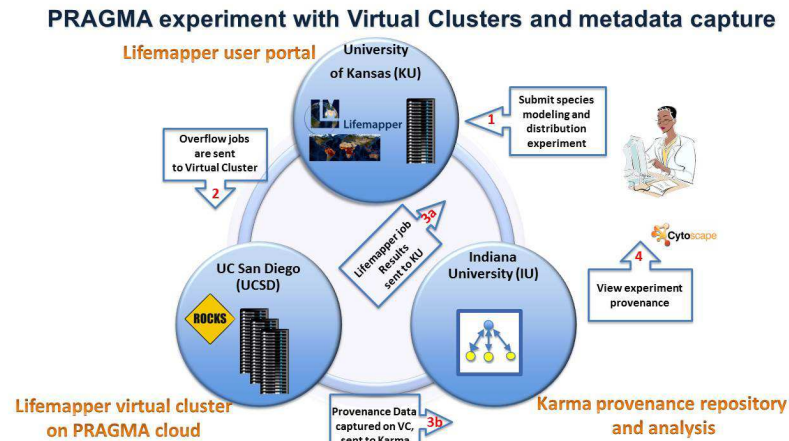 PRAGMA experiment with Virtual Clusters and metadata capture
Lifemapper user portal
University
of Kansas (KU)
LM
Lifemapper
1
Submit species
modeling and
distribution
experiment
Overflow jobs
are sent
to Virtual Cluster
2
3a
Lifemapper job
Results
sent to KU
UC San Diego
(UCSD)
ROCKS
Indiana
University (IU)
Cytoscape
4
View experiment
provenance
Lifemapper virtual cluster
on PRAGMA cloud
Provenance Data
captured on VC,
sent to Karma
3b
Karma provenance repository
and analysis